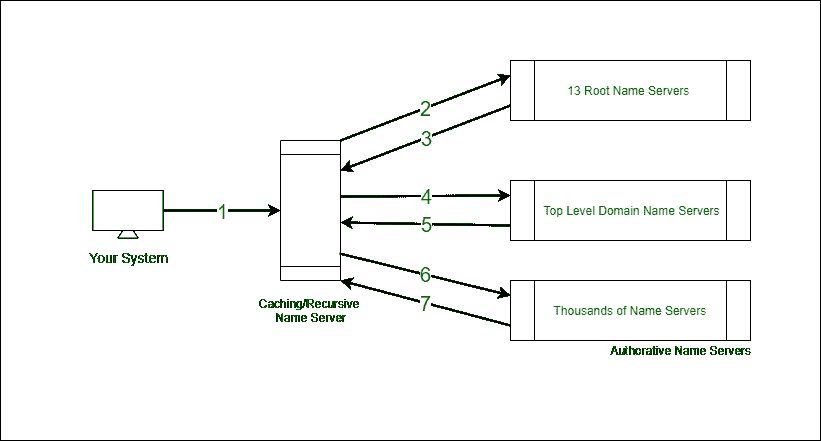 2
13 Root Name Servers
3
1
4
Top Level Domain Name Servers
5
Your System
6
Caching/Recursive
Name Server
7
Thousands of Name Servers
Authorative Name Servers